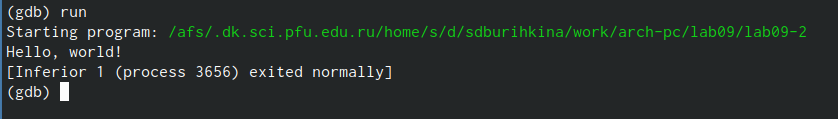 (gdb) run
Starting program: /afs/.dk.sci.pfu.edu.ru/home/s/d/sdburihkina/work/arch-pc/lab09/lab09-2
Hello, world!
[Inferior 1 (process 3656) exited normally]
(gdb)